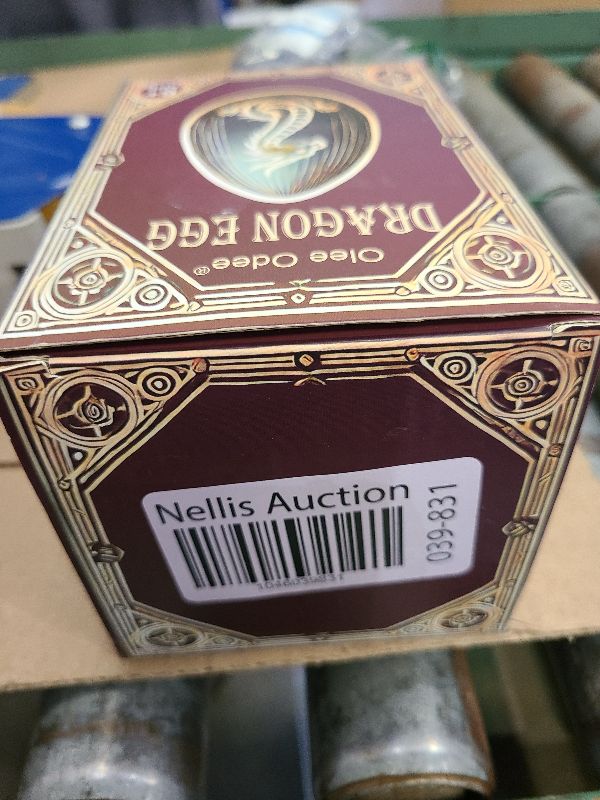 DRAGON EGG
Olee Odee®
Nellis Auction
039-831